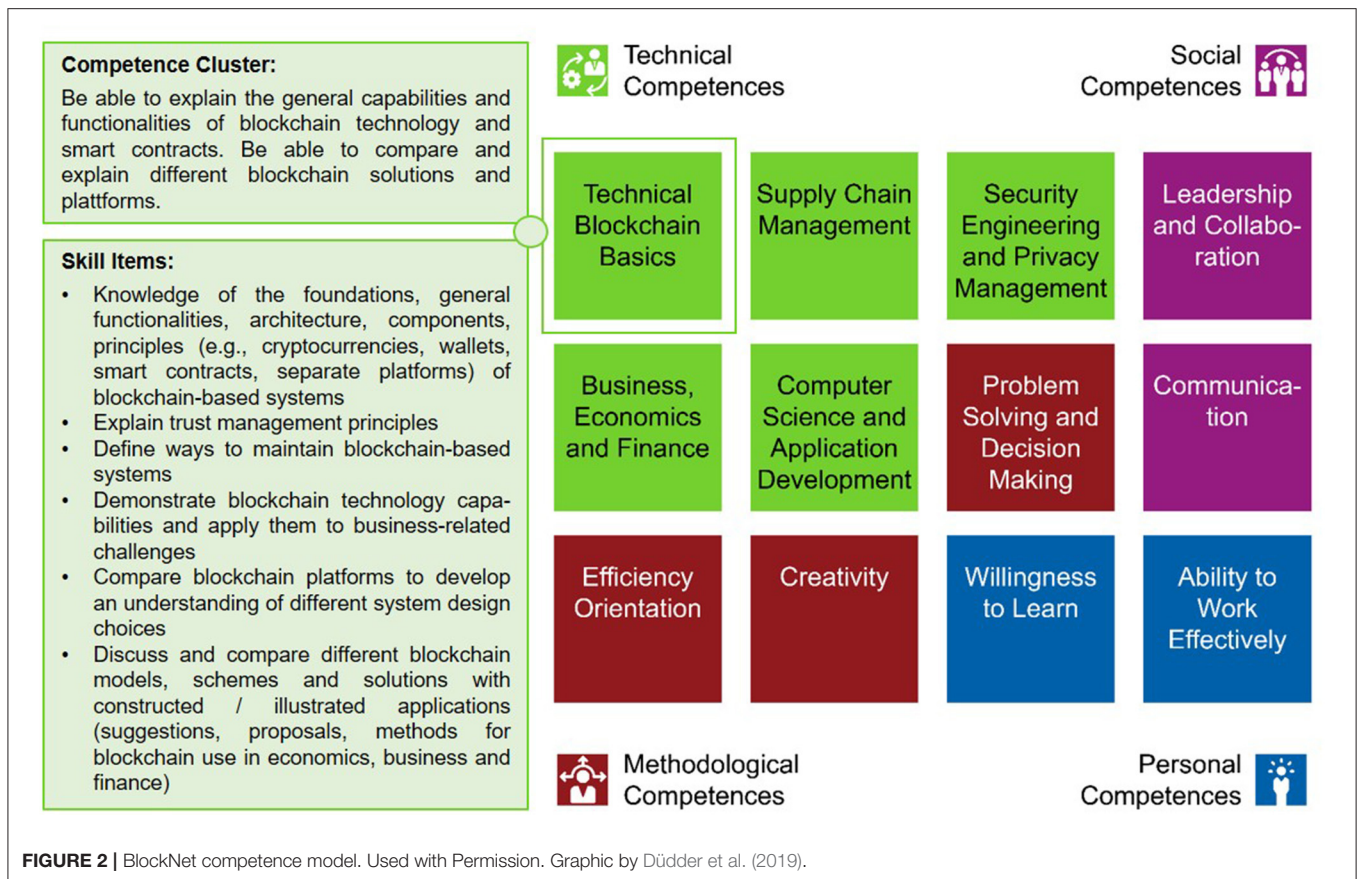 Competence Cluster:
Be able to explain the general capabilities and
functionalities of blockchain technology and
smart contracts. Be able to compare and
explain different blockchain solutions and
plattforms.
Skill Items:
• Knowledge of the foundations, general
functionalities, architecture, components,
principles (e.g., cryptocurrencies, wallets,
smart contracts, separate platforms) of
blockchain-based systems
• Explain trust management principles
• Define ways to maintain blockchain-based
systems
• Demonstrate blockchain technology capa-
bilities and apply them to business-related
challenges
• Compare blockchain platforms to develop
an understanding of different system design
choices
• Discuss and compare different blockchain
models, schemes and solutions with
constructed / illustrated applications
(suggestions, proposals, methods for
blockchain use in economics, business and
finance)
Technical
Competences
Social
Competences
Technical
Blockchain
Basics
Supply Chain
Management
Security
Engineering
and Privacy
Management
Leadership
and Collabo-
ration
Business,
Economics
and Finance
Computer
Science and
Application
Development
Problem
Solving and
Decision
Making
Communica-
tion
Efficiency
Orientation
Creativity
Willingness
to Learn
Ability to
Work
Effectively
Methodological
Competences
Personal
Competences
FIGURE 2 | BlockNet competence model. Used with Permission. Graphic by Düdder et al. (2019).